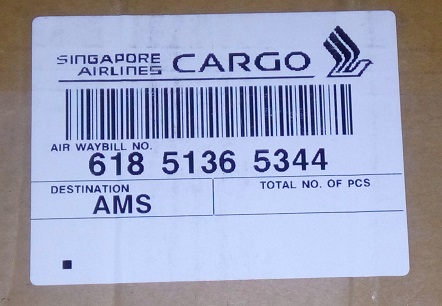 SINGAPORE AIRLINES CARGO
AIR WAYBILL NO.
618 5136 5344
DESTINATION
AMS
TOTAL NO. OF PCS